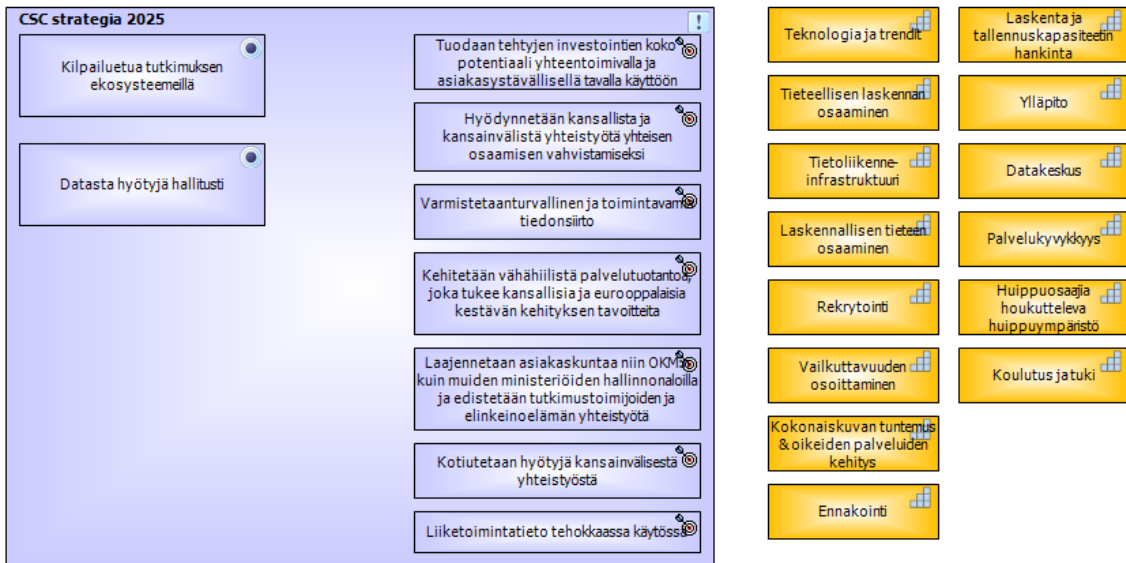 CSC strategia 2025
!
Kilpailuetua tutkimuksen
ekosysteemeillä
Datasta hyötyjä hallitusti
Tuodaan tehtyjen investointien koko
potentiaali yhteentoimivalla ja
asiakasystävällisellä tavalla käyttöön
Hyödynnetään kansallista ja
kansainvälistä yhteistyötä yhteisen
osaamisen vahvistamiseksi
Varmistetaanturvallinen ja toimintavarma
tiedonsiirto
Kehitetään vähähiilistä palvelutuotantoa,
joka tukee kansallisia ja eurooppalaisia
kestävän kehityksen tavoitteita
Laajennetaan asiakaskuntaa niin OKM:n
kuin muiden ministeriöiden hallinnonaloilla
ja edistetään tutkimustoimijoiden ja
elinkeinoelämän yhteistyötä
Kotiutetaan hyötyjä kansainvälisestä
yhteistyöstä
Liiketoimintatieto tehokkaassa käytössä
Teknologia ja trendit
Tieteellisen laskennan
osaaminen
Tietoliikenne-
infrastruktuuri
Laskennallisen tieteen
osaaminen
Rekrytointi
Vailkuttavuuden
osoittaminen
Kokonaiskuvan tuntemus
& oikeiden palveluiden
kehitys
Ennakointi
Laskenta ja
tallennuskapasiteetin
hankinta
Ylläpito
Datakeskus
Palvelukyvykkyys
Huippuosaajia
houkutteleva
huippuympäristö
Koulutus ja tuki